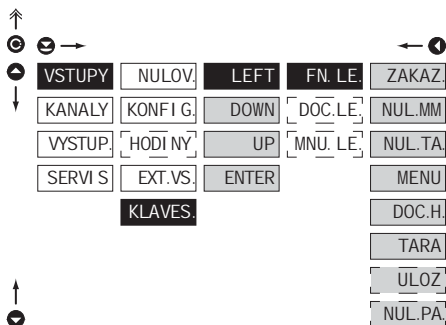 VSTUPY NULOV. LEFT FN. LE. ZAKAZ.
KANALY KONFIG. DOWN DOC.LE. NUL.MM
VYSTUP. HODINY UP MNU. LE. NUL.TA.
SERVIS EXT.VS. ENTER MENU
KLAVES. DOC.H.
TARA
ULOZ
NUL.PA.